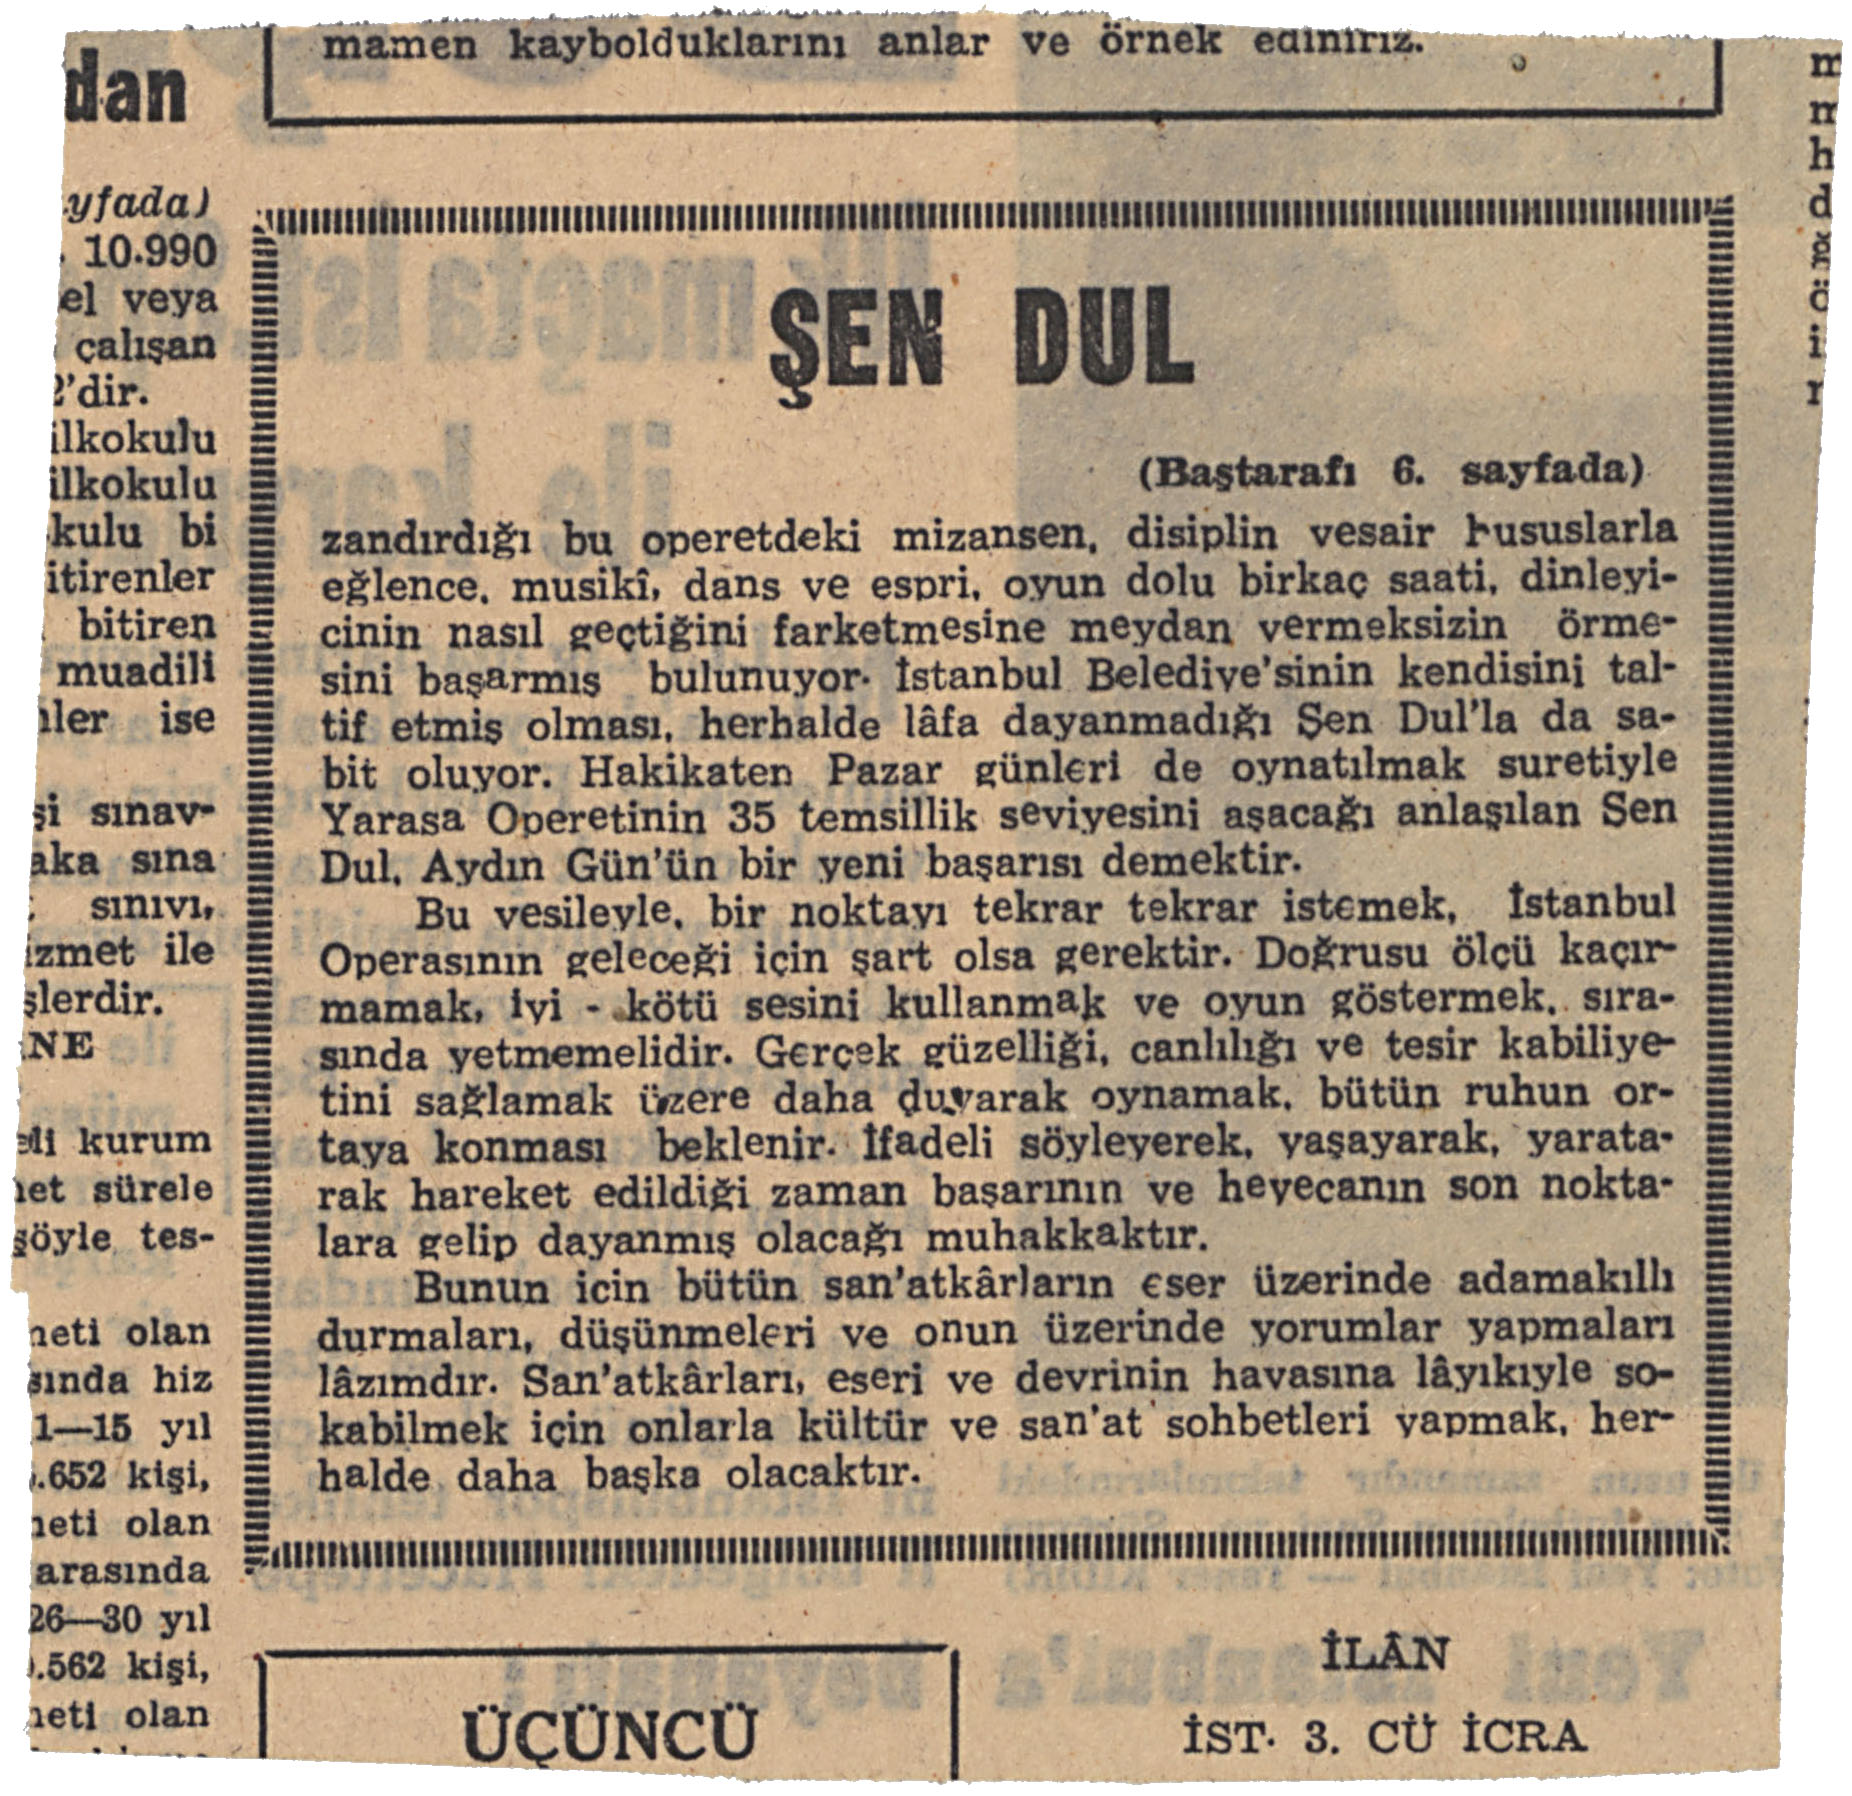 mamen kaybolduklarını anlar ve örnek ediniriz.
dan
yfada)
10.990
el veya
çalışan
2'dir.
ilkokulu
ilkokulu
kulu bi
itirenler
bitiren
muadili
ler ise
şi sınav-
aka sına
sınıvı,
izmet ile
şlerdir.
NE
li kurum
et sürele
şöyle tes-
neti olan
sında hiz
1—15 yıl
.652 kişi,
neti olan
arasında
26—30 yıl
.562 kişi,
neti olan
ŞEN DUL
(Baştarafı 6. sayfada)
zandırdığı bu operetdeki mizansen, disiplin vesair hususlarla
eğlence, musikî, dans ve espri, oyun dolu birkaç saati, dinleyi-
cinin nasıl geçtiğini farketmesine meydan vermeksizin örme-
sini başarmış bulunuyor. İstanbul Belediye'sinin kendisini tal-
tif etmiş olması, herhalde lâfa dayanmadığı Şen Dul'la da sa-
bit oluyor. Hakikaten Pazar günleri de oynatılmak suretiyle
Yarasa Operetinin 35 temsillik seviyesini aşacağı anlaşılan Şen
Dul, Aydın Gün'ün bir yeni başarısı demektir.
Bu vesileyle, bir noktayı tekrar tekrar istemek, İstanbul
Operasının geleceği için şart olsa gerektir. Doğrusu ölçü kaçır-
mamak, iyi - kötü sesini kullanmak ve oyun göstermek, sıra-
sında yetmemelidir. Gerçek güzelliği, canlılığı ve tesir kabiliye-
tini sağlamak üzere daha duyarak oynamak, bütün ruhun or-
taya konması beklenir. İfadeli söyleyerek, yaşayarak, yarata-
rak hareket edildiği zaman başarının ve heyecanın son nokta-
lara gelip dayanmış olacağı muhakkaktır.
Bunun için bütün san'atkârların eser üzerinde adamakıllı
durmaları, düşünmeleri ve onun üzerinde yorumlar yapmaları
lâzımdır. San'atkârları, eseri ve devrinin havasına lâyıkıyle so-
kabilmek için onlarla kültür ve san'at sohbetleri yapmak, her-
halde daha başka olacaktır.
ÜÇÜNCÜ
İLÂN
İST. 3. CÜ İCRA